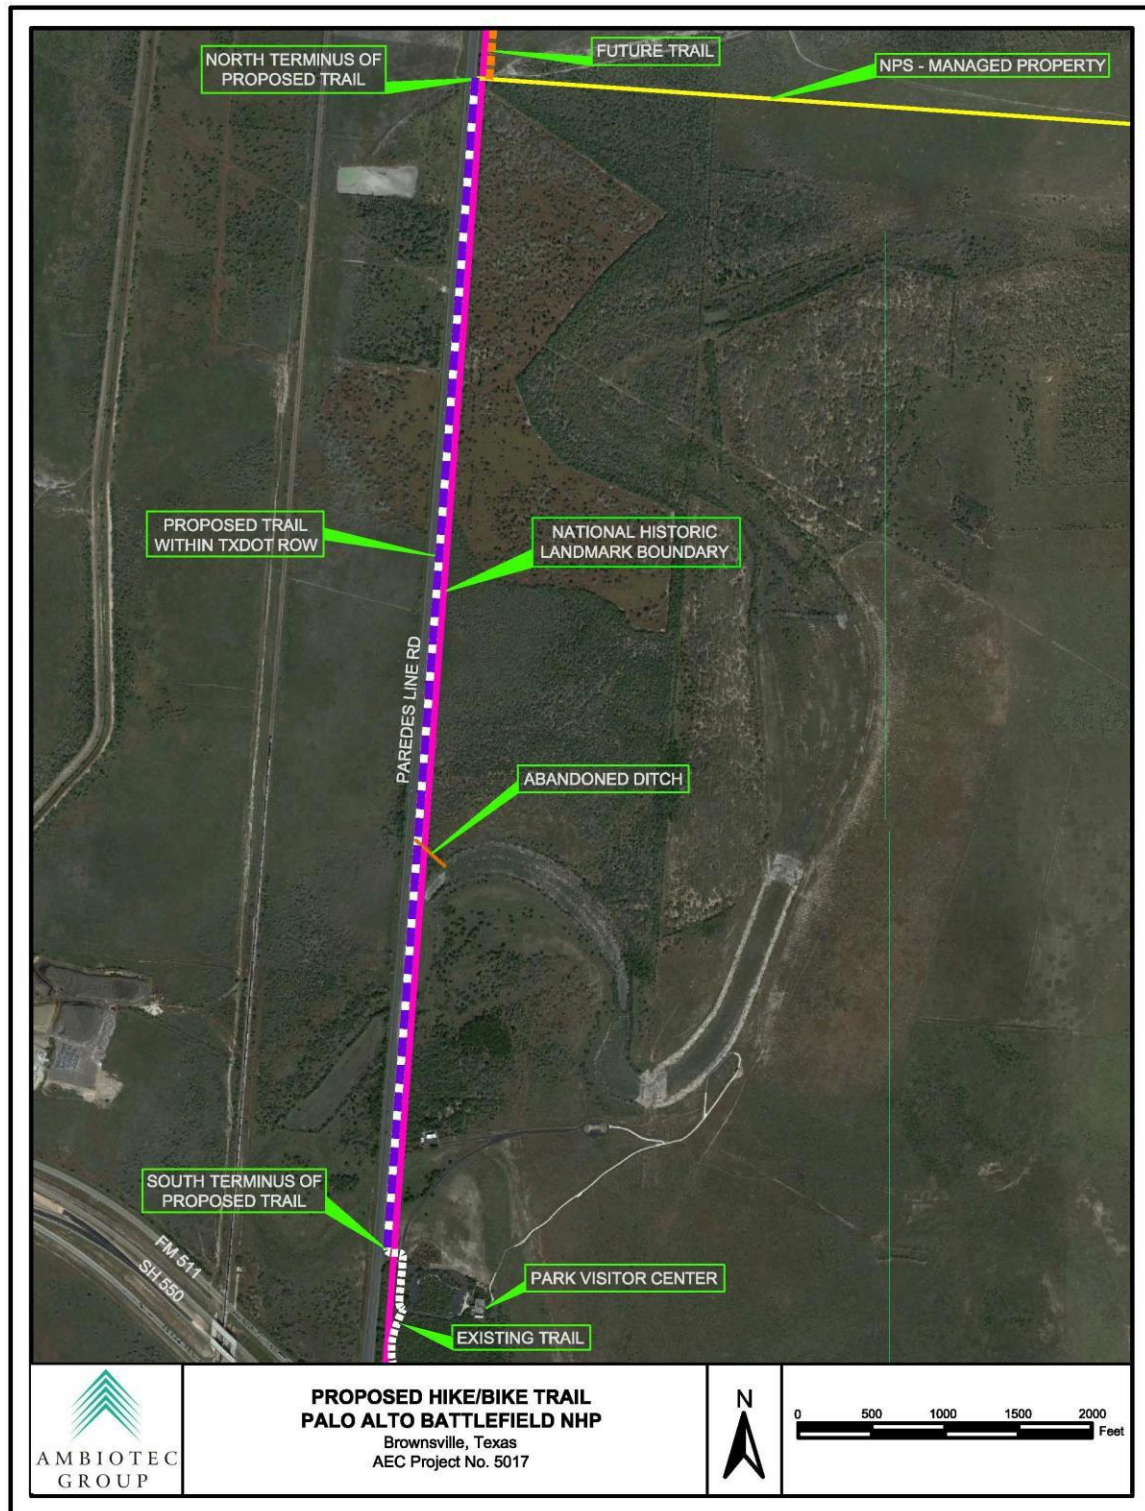 NORTH TERMINUS OF
PROPOSED TRAIL
FUTURE TRAIL
NPS - MANAGED PROPERTY
PROPOSED TRAIL
WITHIN TXDOT ROW
NATIONAL HISTORIC
LANDMARK BOUNDARY
PAREDES LINE RD
ABANDONED DITCH
SOUTH TERMINUS OF
PROPOSED TRAIL
FM 511
SH 550
PARK VISITOR CENTER
EXISTING TRAIL
AMBIOTEC
GROUP
PROPOSED HIKE/BIKE TRAIL
PALO ALTO BATTLEFIELD NHP
Brownsville, Texas
AEC Project No. 5017
N
0 500 1000 1500 2000
Feet